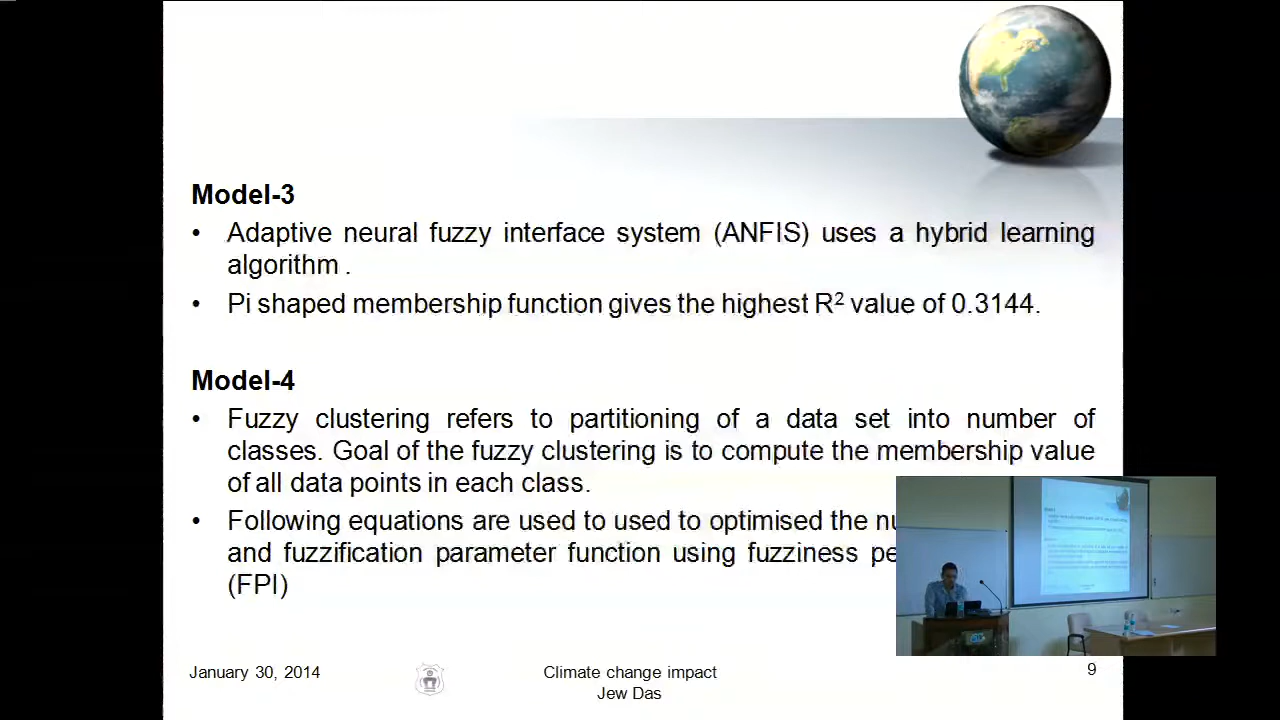 Model-3
• Adaptive neural fuzzy interface system (ANFIS) uses a hybrid learning
algorithm .
• Pi shaped membership function gives the highest R² value of 0.3144.
Model-4
• Fuzzy clustering refers to partitioning of a data set into number of
classes. Goal of the fuzzy clustering is to compute the membership value
of all data points in each class.
• Following equations are used to used to optimised the
and fuzzification parameter function using fuzziness
(FPI)
January 30, 2014
Climate change impact
Jew Das
9